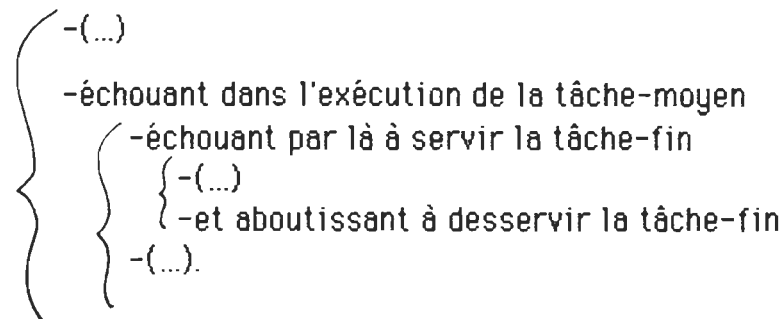 -(...)
-échouant dans l'exécution de la tâche-moyen
-échouant par là à servir la tâche-fin
-(...)
-et aboutissant à desservir la tâche-fin
-(...).